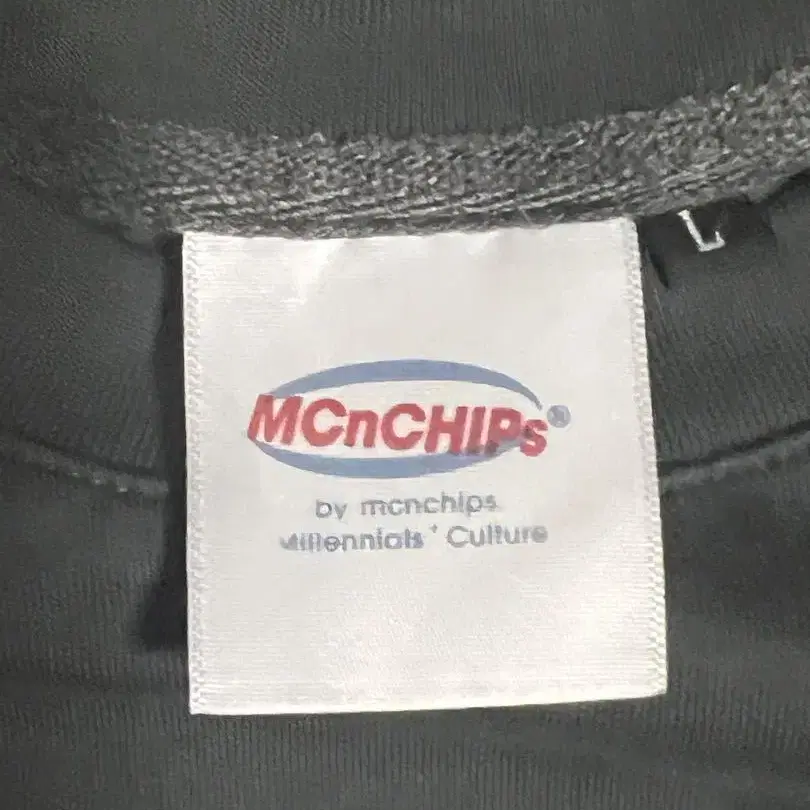 L
MCnCHIPs®
by mcnchips
Millennials + Culture